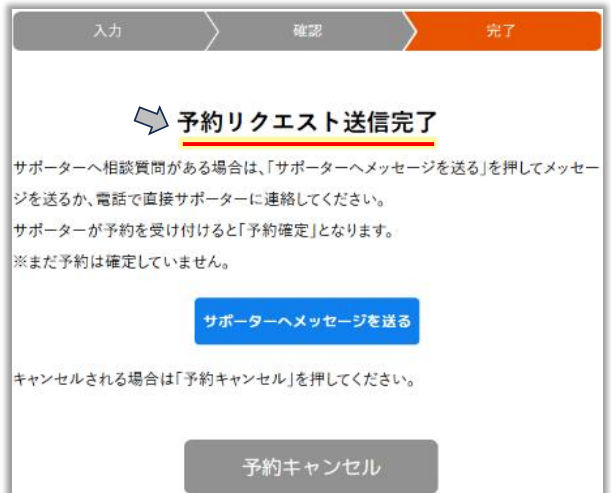 入力
確認
完了
予約リクエスト送信完了
サポーターへ相談質問がある場合は、「サポーターへメッセージを送る」を押してメッセー
ジを送るか、電話で直接サポーターに連絡してください。
サポーターが予約を受け付けると「予約確定」となります。
※まだ予約は確定していません。
サポーターへメッセージを送る
キャンセルされる場合は「予約キャンセル」を押してください。
予約キャンセル